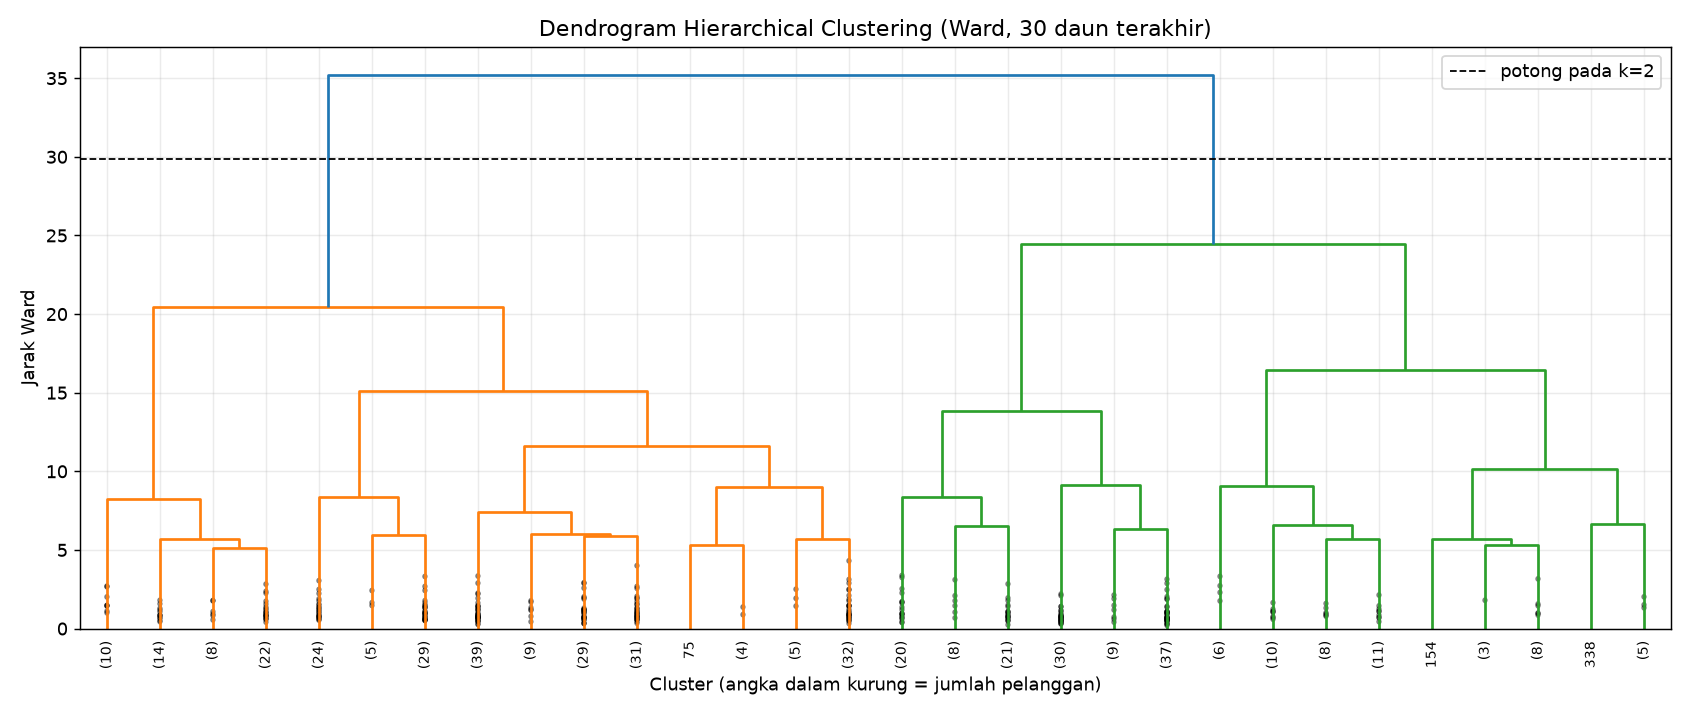 Dendrogram Hierarchical Clustering (Ward, 30 daun terakhir)
potong pada k=2
Jarak Ward
35
30
25
20
15
10
5
0
(10) (14) (8) (22) (24) (5) (29) (39) (9) (29) (31) 75 (4) (5) (32) (20) (8) (21) (30) (9) (37) (6) (10) (8) (11) 154 (3) (8) 338 (5)
Cluster (angka dalam kurung = jumlah pelanggan)